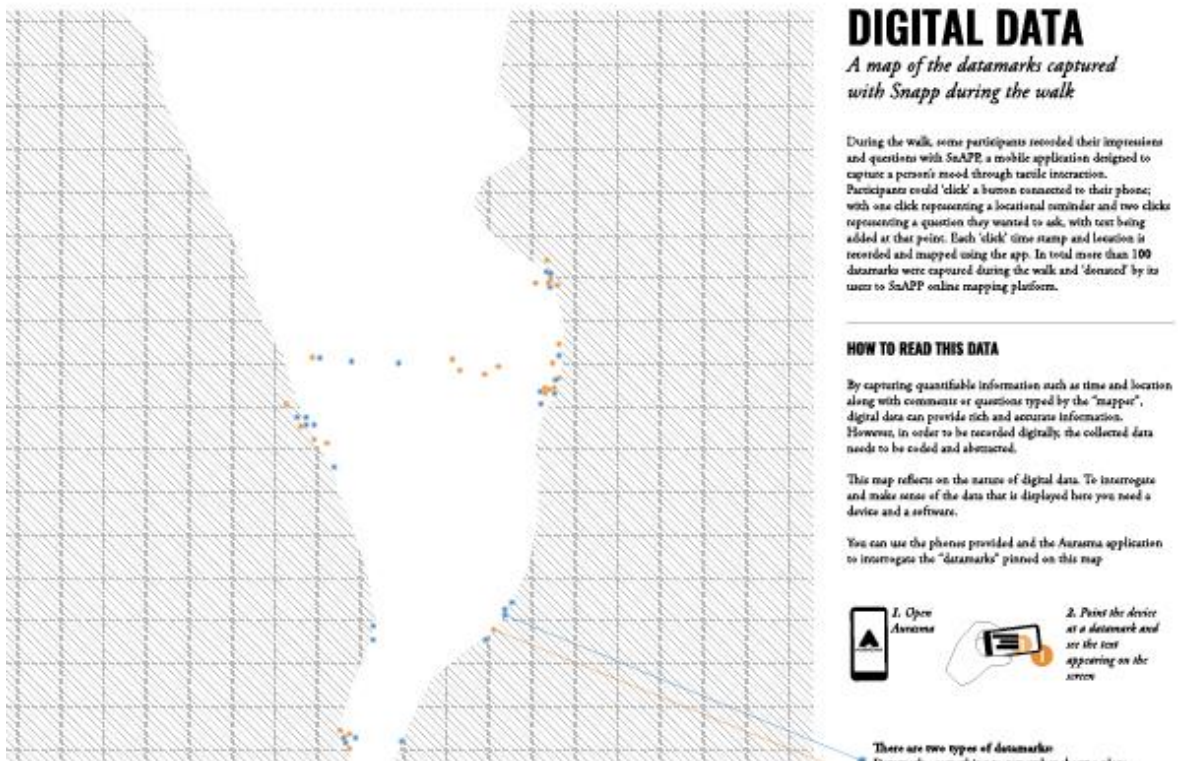 DIGITAL DATA
A map of the datamarks captured
with Snapp during the walk
During the walk, some participants recorded their impressions
and questions with SnAPP, a mobile application designed to
capture a person's mood through tactile interaction.
Participants could 'click' a button connected to their phone;
with one click representing a locational reminder and two clicks
representing a question they wanted to ask, with text being
added at that point. Each 'click' time stamp and location is
recorded and mapped using the app. In total more than 100
datamarks were captured during the walk and 'donated' by its
users to SnAPP online mapping platform.
HOW TO READ THIS DATA
By capturing quantifiable information such as time and location
along with comments or questions typed by the "mapper",
digital data can provide rich and accurate information.
However, in order to be recorded digitally, the collected data
needs to be coded and abstracted.
This map reflects on the nature of digital data. To interrogate
and make sense of the data that is displayed here you need a
device and a software.
You can use the phones provided and the Aurasma application
to interrogate the "datamarks" pinned on this map
1. Open
Aurasma
2. Point the device
at a datamark and
see the text
appearing on the
screen
There are two types of datamarks: